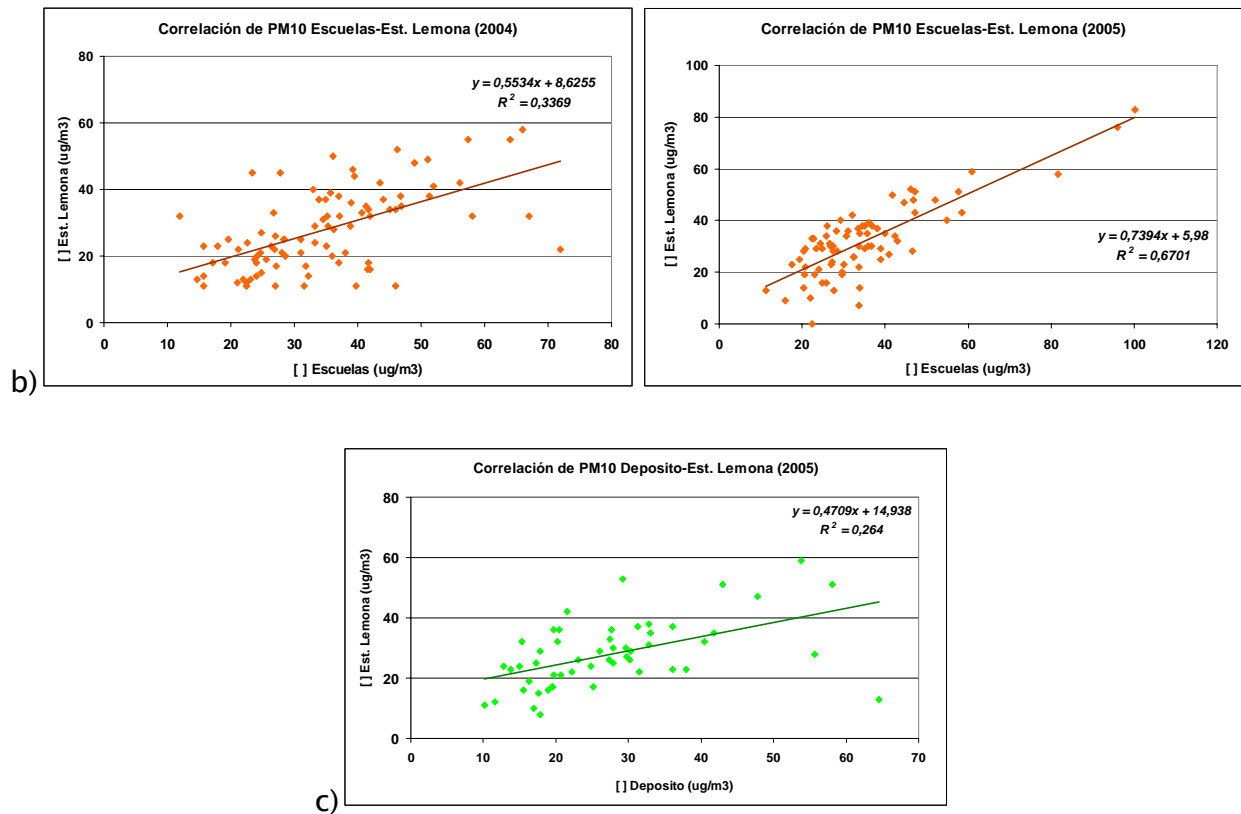 Correlación de PM10 Escuelas-Est. Lemona (2004)
y = 0,5534x + 8,6255
R² = 0,3369
[ ] Est. Lemona (ug/m3)
80
60
40
20
0
0 10 20 30 40 50 60 70 80
[ ] Escuelas (ug/m3)
Correlación de PM10 Escuelas-Est. Lemona (2005)
y = 0,7394x + 5,98
R² = 0,6701
[ ] Est. Lemona (ug/m3)
100
80
60
40
20
0
0 20 40 60 80 100 120
[ ] Escuelas (ug/m3)
b)
Correlación de PM10 Deposito-Est. Lemona (2005)
y = 0,4709x + 14,938
R² = 0,264
[ ] Est. Lemona (ug/m3)
80
60
40
20
0
0 10 20 30 40 50 60 70
[ ] Deposito (ug/m3)
c)